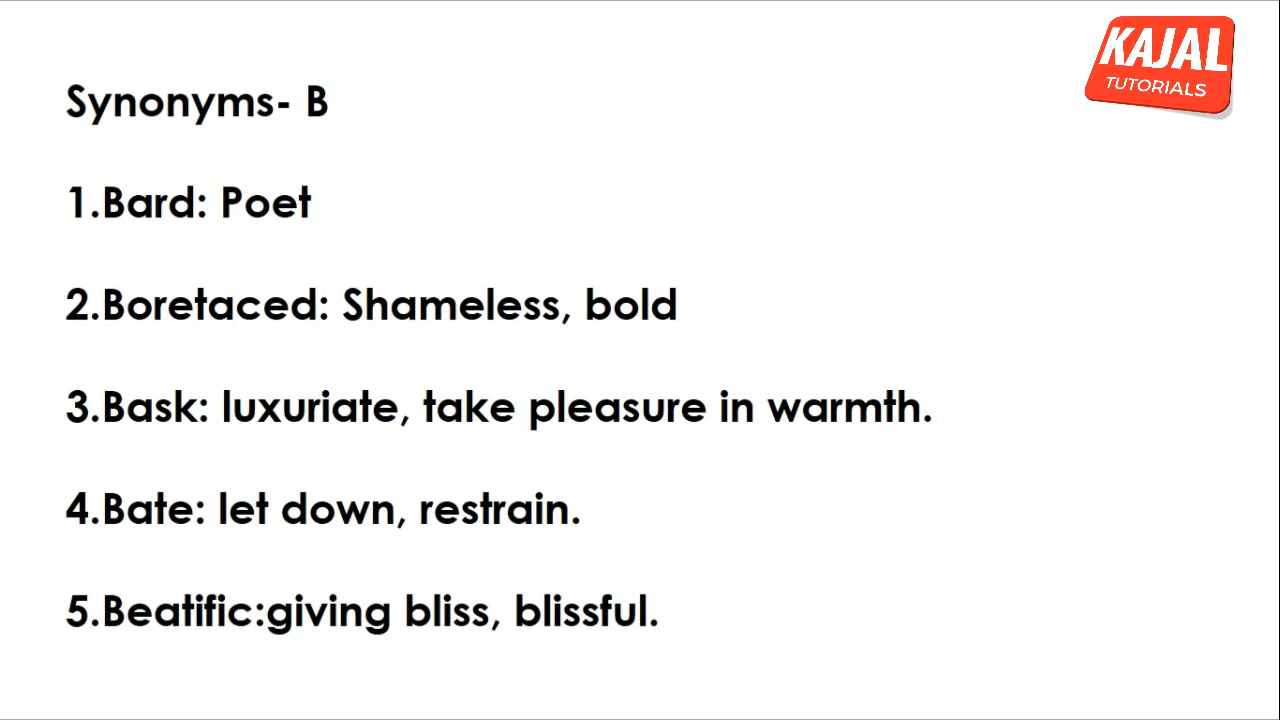 KAJAL
TUTORIALS
Synonyms- B
1.Bard: Poet
2.Boretaced: Shameless, bold
3.Bask: luxuriate, take pleasure in warmth.
4.Bate: let down, restrain.
5.Beatific:giving bliss, blissful.